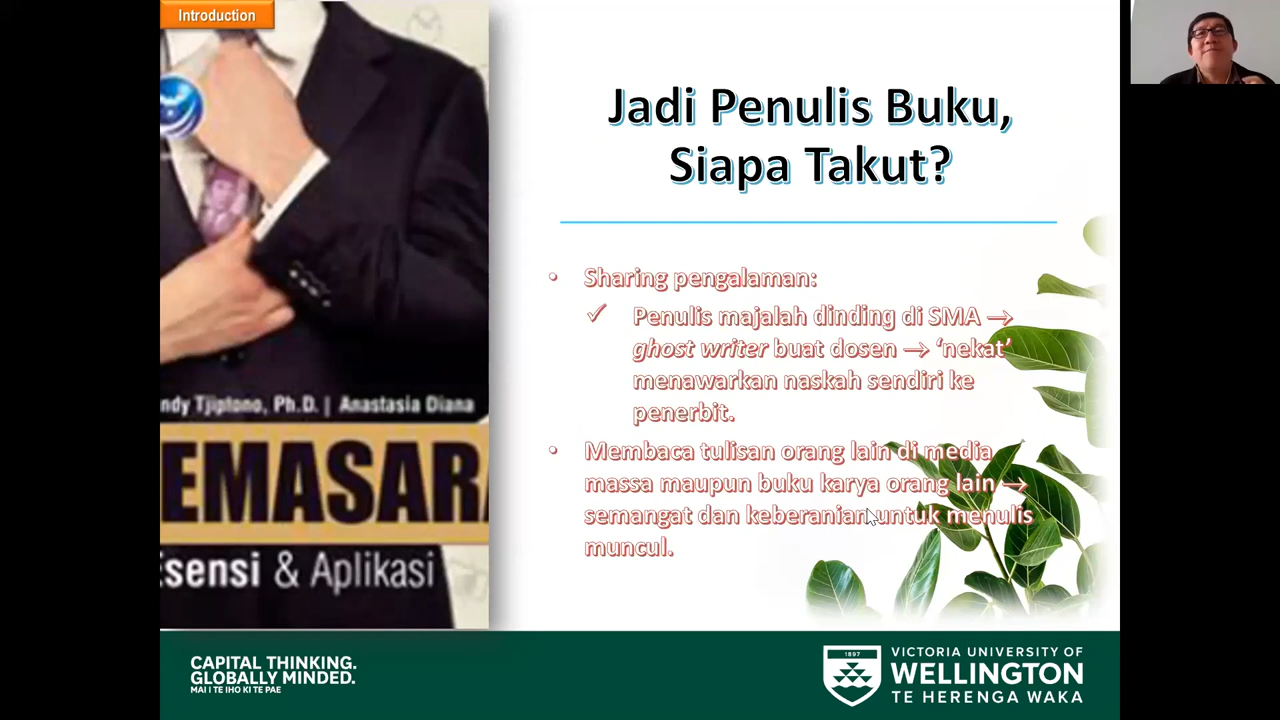 Introduction
Jadi Penulis Buku,
Siapa Takut?
• Sharing pengalaman:
✓ Penulis majalah dinding di SMA →
ghost writer buat dosen → ‘nekat’
menawarkan naskah sendiri ke
penerbit.
• Membaca tulisan orang lain di media
massa maupun buku karya orang lain →
semangat dan keberanian untuk menulis
muncul.
ndy Tjiptono, Ph.D. | Anastasia Diana
EMASARA
sensi & Aplikasi
CAPITAL THINKING.
GLOBALLY MINDED.
MAI I TE IHO KI TE PAE
1897
VICTORIA UNIVERSITY OF
WELLINGTON
TE HERENGA WAKA